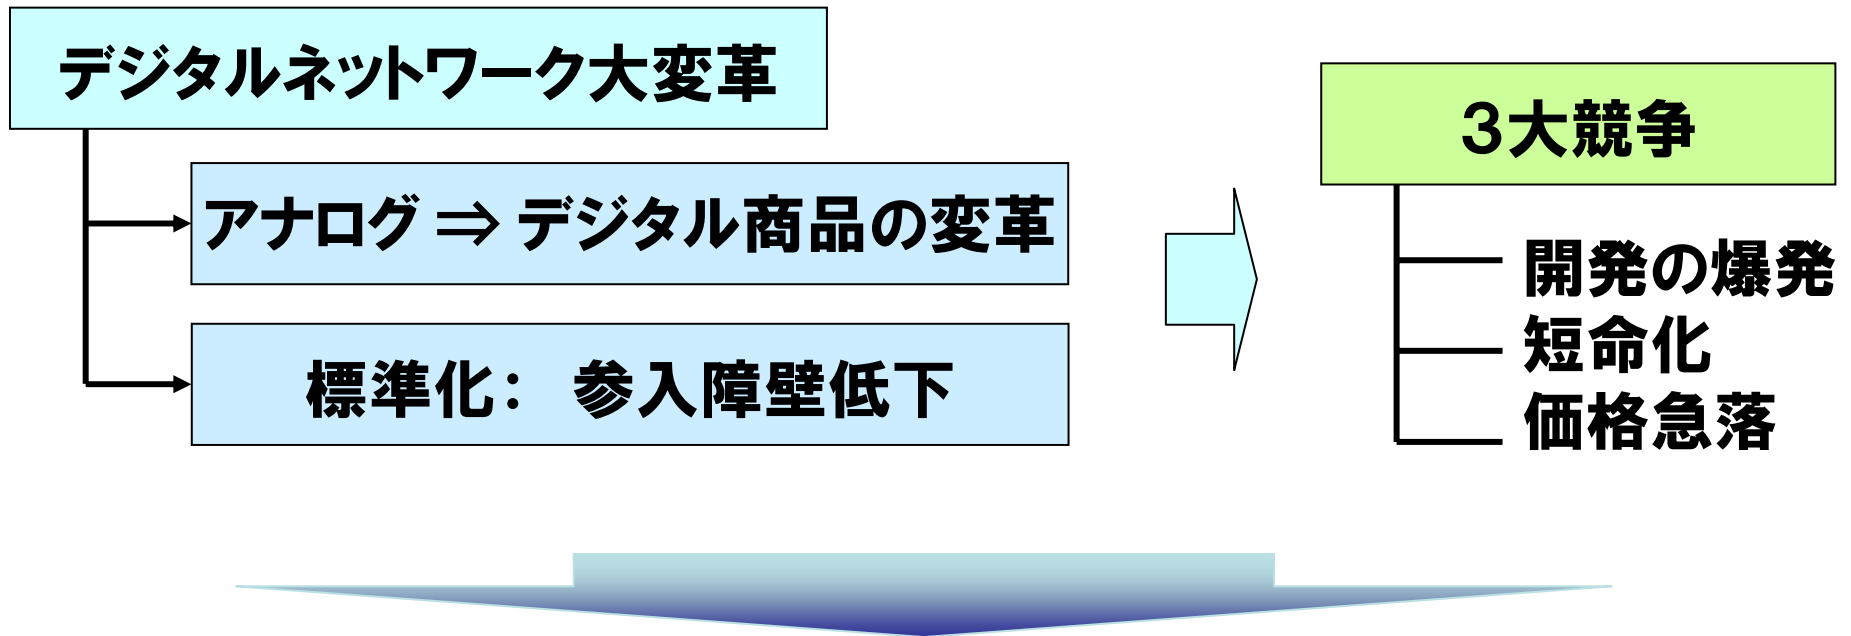 デジタルネットワーク大変革
アナログ ⇒ デジタル商品の変革
標準化： 参入障壁低下
３大競争
開発の爆発
短命化
価格急落